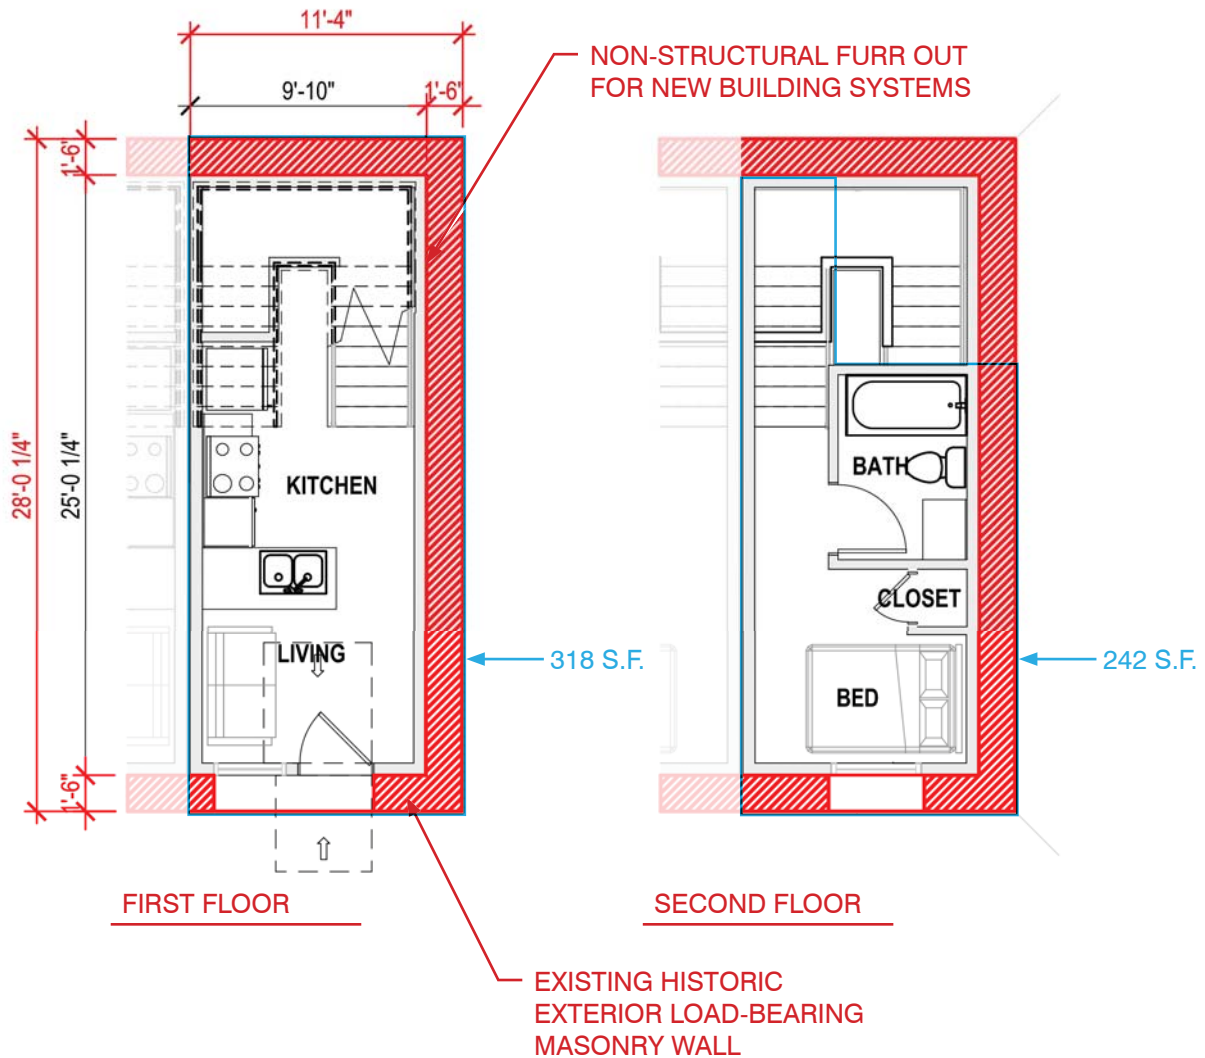 11'-4"
NON-STRUCTURAL FURR OUT
FOR NEW BUILDING SYSTEMS
9'-10"
1'-6"
1'-6"
28'-0 1/4"
25'-0 1/4"
KITCHEN
BATH
CLOSET
LIVING
318 S.F.
242 S.F.
BED
1'-6"
FIRST FLOOR
SECOND FLOOR
EXISTING HISTORIC
EXTERIOR LOAD-BEARING
MASONRY WALL